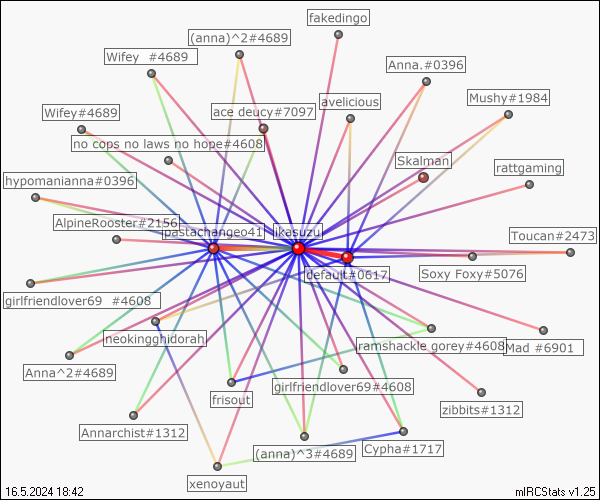 fakedingo
(anna)^2#4689
Wifey #4689
Anna.#0396
Mushy#1984
avelicious
ace deucy#7097
Wifey#4689
no cops no laws no hope#4608
Skalman
rattgaming
hypomanianna#0396
AlpineRooster#2156
pastachangeo41
ikasuzu
Toucan#2473
default#0617
Soxy Foxy#5076
girlfriendlover69 #4608
neokingghidorah
ramshackle gorey#4608
Mad #6901
Anna^2#4689
girlfriendlover69#4608
frisout
zibbits#1312
Annarchist#1312
(anna)^3#4689
Cypha#1717
xenoyaut
16.5.2024 18:42
mIRCStats v1.25